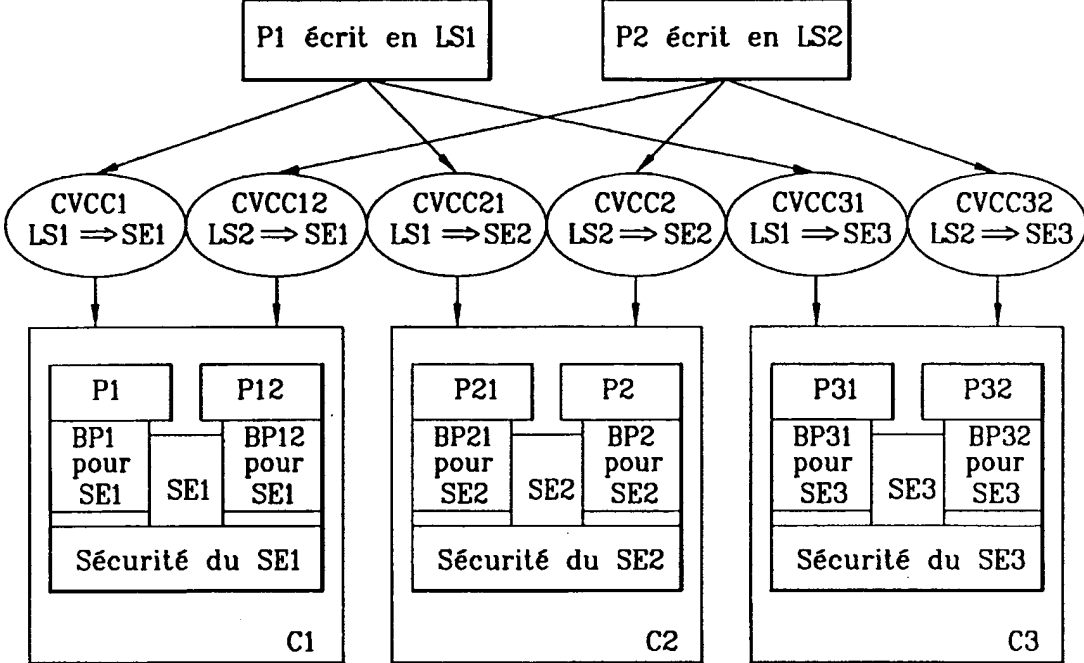 P1 écrit en LS1
P2 écrit en LS2
CVCC1
LS1 ⇒ SE1
CVCC12
LS2 ⇒ SE1
CVCC21
LS1 ⇒ SE2
CVCC2
LS2 ⇒ SE2
CVCC31
LS1 ⇒ SE3
CVCC32
LS2 ⇒ SE3
P1
P12
BP1
pour
SE1
SE1
BP12
pour
SE1
Sécurité du SE1
C1
P21
P2
BP21
pour
SE2
SE2
BP2
pour
SE2
Sécurité du SE2
C2
P31
P32
BP31
pour
SE3
SE3
BP32
pour
SE3
Sécurité du SE3
C3